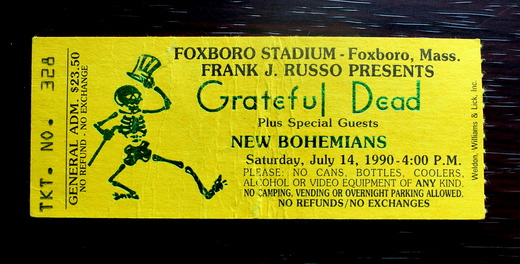 TKT. NO. 328
GENERAL ADM. $23.50
NO REFUND - NO EXCHANGE
FOXBORO STADIUM - Foxboro, Mass.
FRANK J. RUSSO PRESENTS
Grateful Dead
Plus Special Guests
NEW BOHEMIANS
Saturday, July 14, 1990-4:00 P.M.
PLEASE: NO CANS, BOTTLES, COOLERS,
ALCOHOL OR VIDEO EQUIPMENT OF ANY KIND.
NO CAMPING, VENDING OR OVERNIGHT PARKING ALLOWED.
NO REFUNDS/NO EXCHANGES
Weldon, Williams & Lick, Inc.